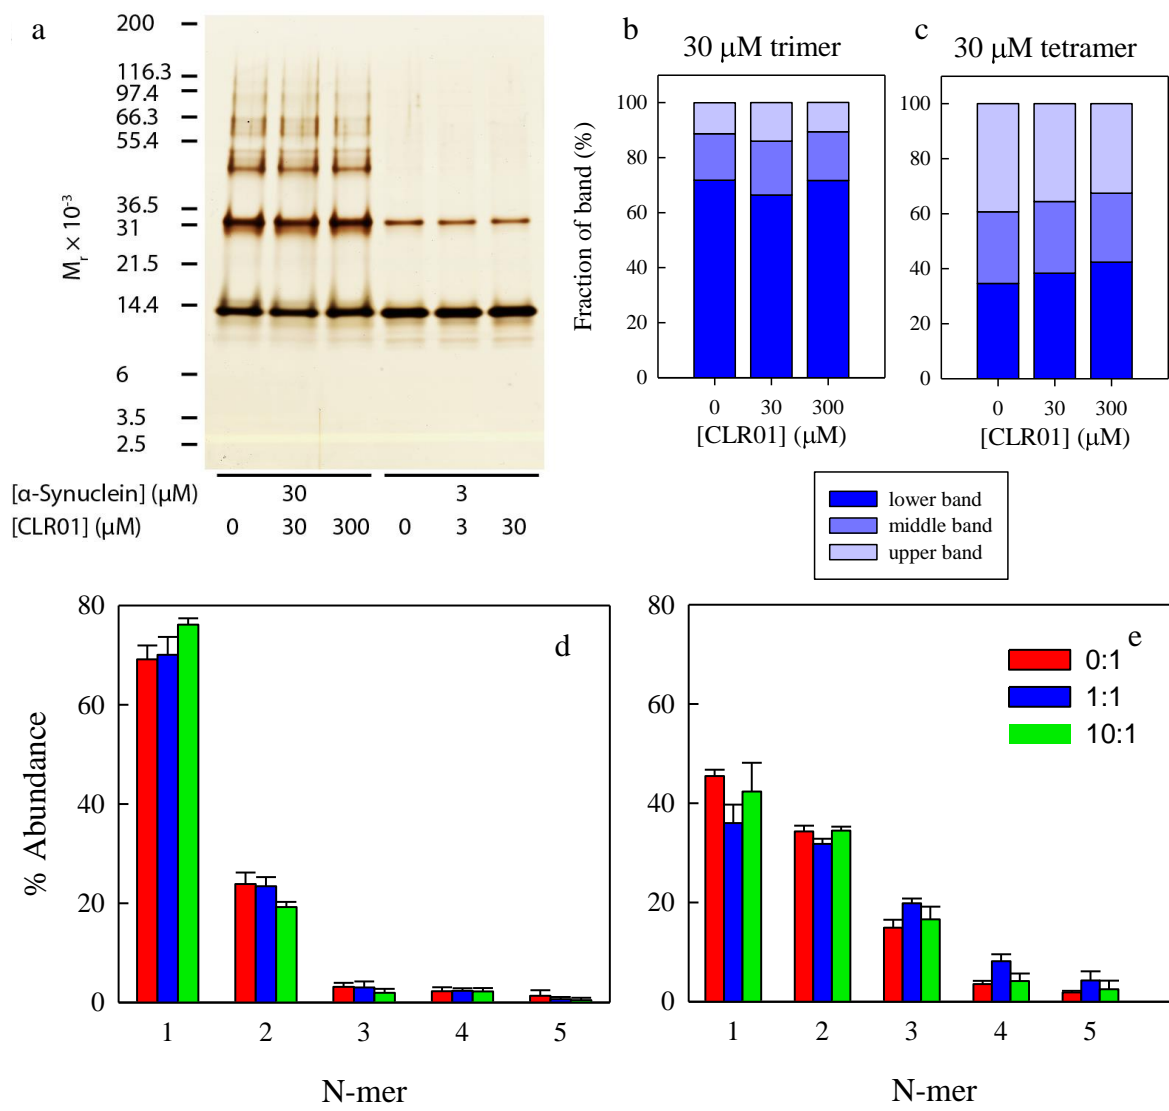 a
200
116.3
97.4
66.3
55.4
36.5
31
21.5
14.4
6
3.5
2.5
Mr × 10-3
[α-Synuclein] (µM) 30 3
[CLR01] (µM) 0 30 300 0 3 30
b
30 µM trimer
100
80
60
40
20
0
Fraction of band (%)
0 30 300
[CLR01] (µM)
c
30 µM tetramer
100
80
60
40
20
0
0 30 300
[CLR01] (µM)
lower band
middle band
upper band
d
80
60
40
20
0
% Abundance
1 2 3 4 5
N-mer
e
0:1
1:1
10:1
80
60
40
20
0
1 2 3 4 5
N-mer